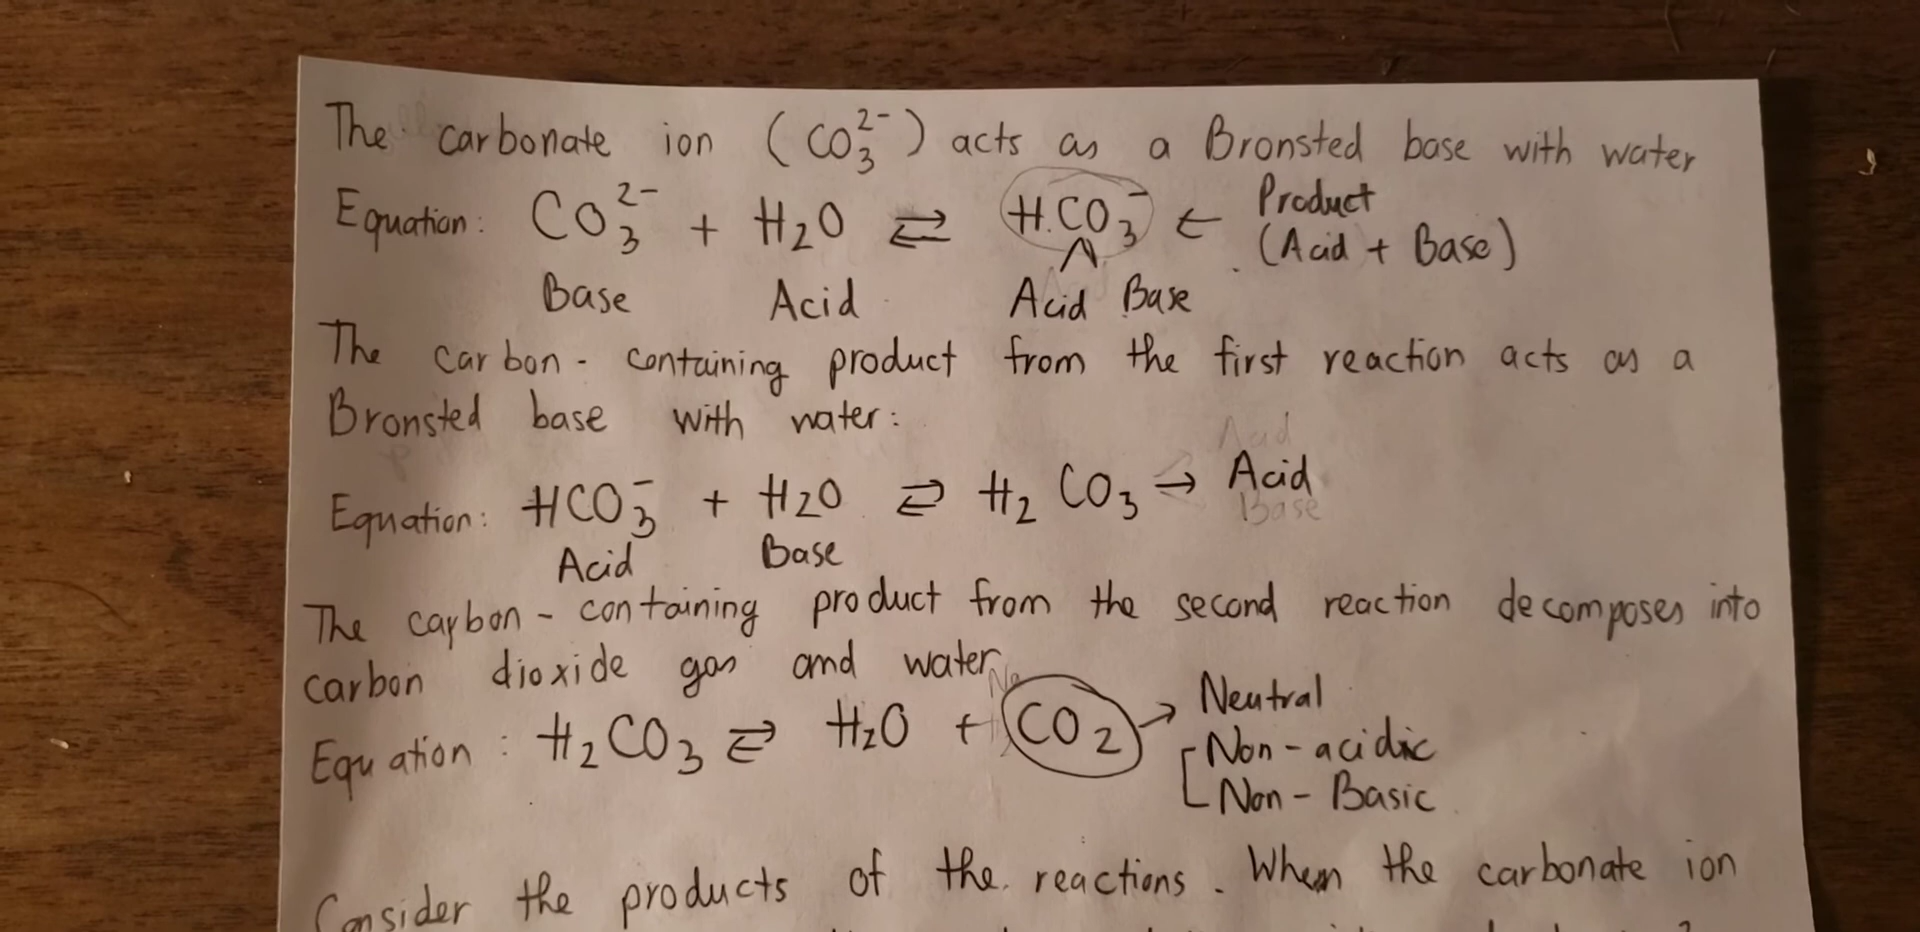 The carbonate ion (CO₃²⁻) acts as a Bronsted base with water
Equation: CO₃²⁻ + H₂O ⇌ HCO₃⁻ ← Product
(Acid + Base)
Base Acid Acid Base
The carbon - containing product from the first reaction acts as a
Bronsted base with water:
Equation: HCO₃⁻ + H₂O ⇌ H₂CO₃ → Acid
Acid Base
The carbon - containing product from the second reaction decomposes into
carbon dioxide gas and water
Equation: H₂CO₃ ⇌ H₂O + CO₂ → Neutral
Non - acidic
Non - Basic
Consider the products of the reactions. When the carbonate ion